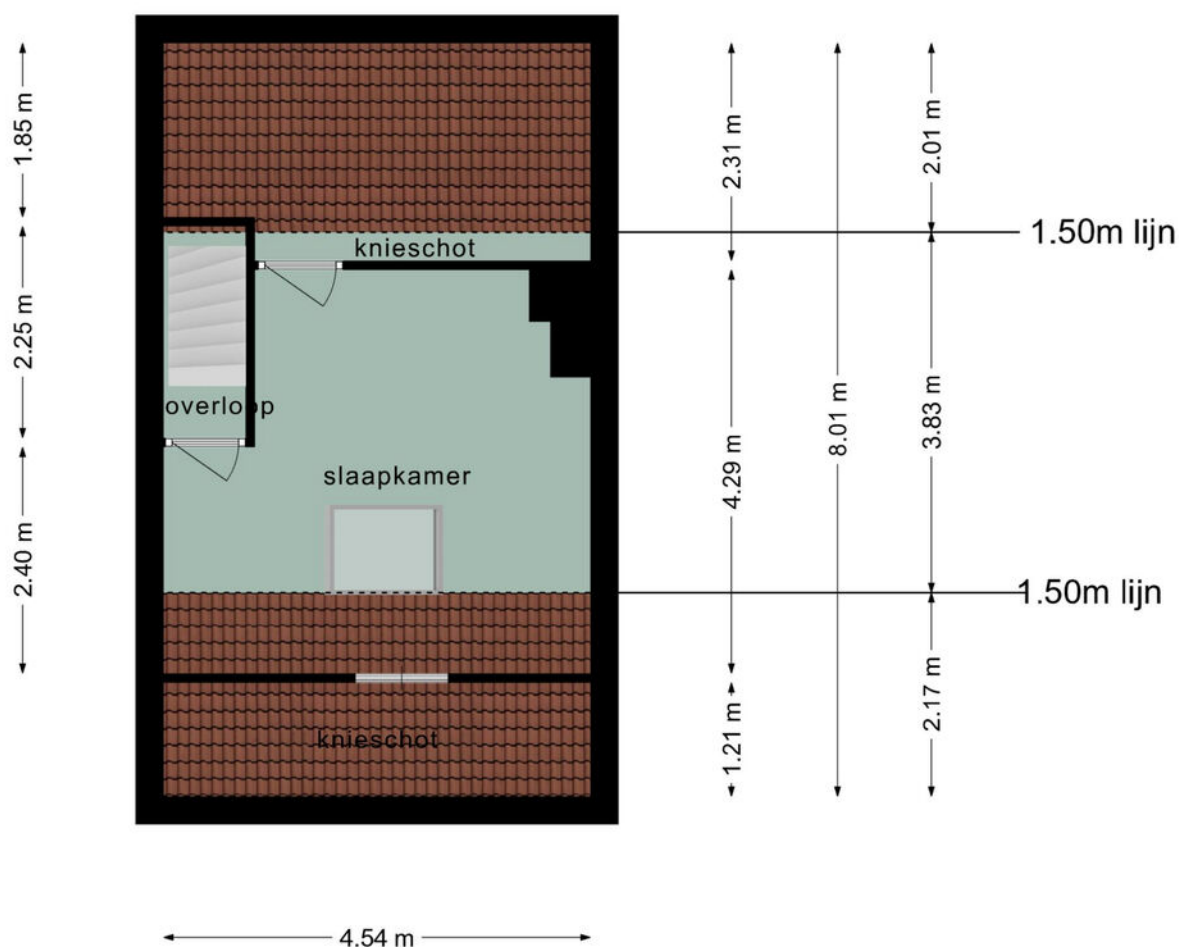 1.85 m
2.25 m
2.40 m
knieschot
overloop
slaapkamer
knieschot
2.31 m
4.29 m
1.21 m
8.01 m
2.01 m
3.83 m
2.17 m
1.50m lijn
1.50m lijn
4.54 m